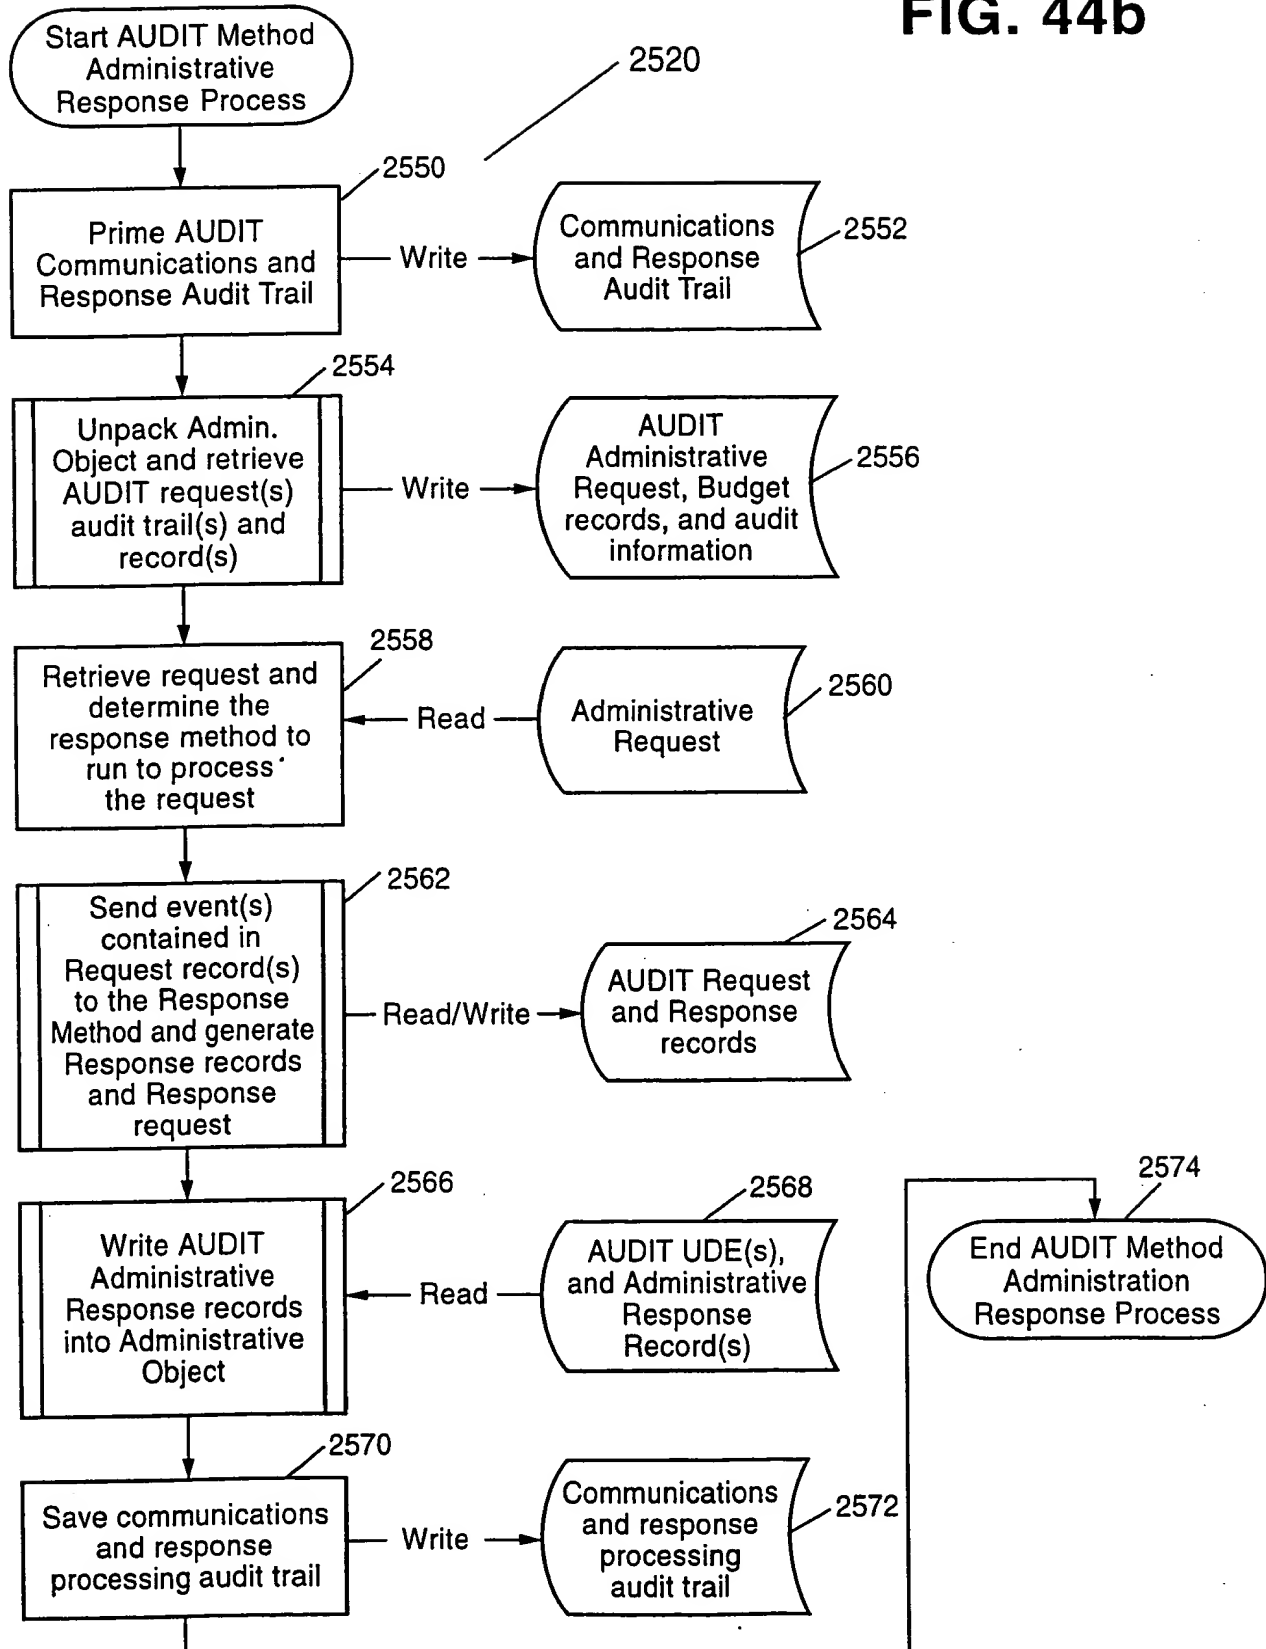 FIG. 44b
Start AUDIT Method
Administrative
Response Process
2520
2550
Prime AUDIT
Communications and
Response Audit Trail
Write
Communications
and Response
Audit Trail
2552
2554
Unpack Admin.
Object and retrieve
AUDIT request(s)
audit trail(s) and
record(s)
Write
AUDIT
Administrative
Request, Budget
records, and audit
information
2556
2558
Retrieve request and
determine the
response method to
run to process
the request
Read
Administrative
Request
2560
2562
Send event(s)
contained in
Request record(s)
to the Response
Method and generate
Response records
and Response
request
Read/Write
2564
AUDIT Request
and Response
records
2566
Write AUDIT
Administrative
Response records
into Administrative
Object
Read
2568
AUDIT UDE(s),
and Administrative
Response
Record(s)
2574
End AUDIT Method
Administration
Response Process
2570
Save communications
and response
processing audit trail
Write
Communications
and response
processing
audit trail
2572